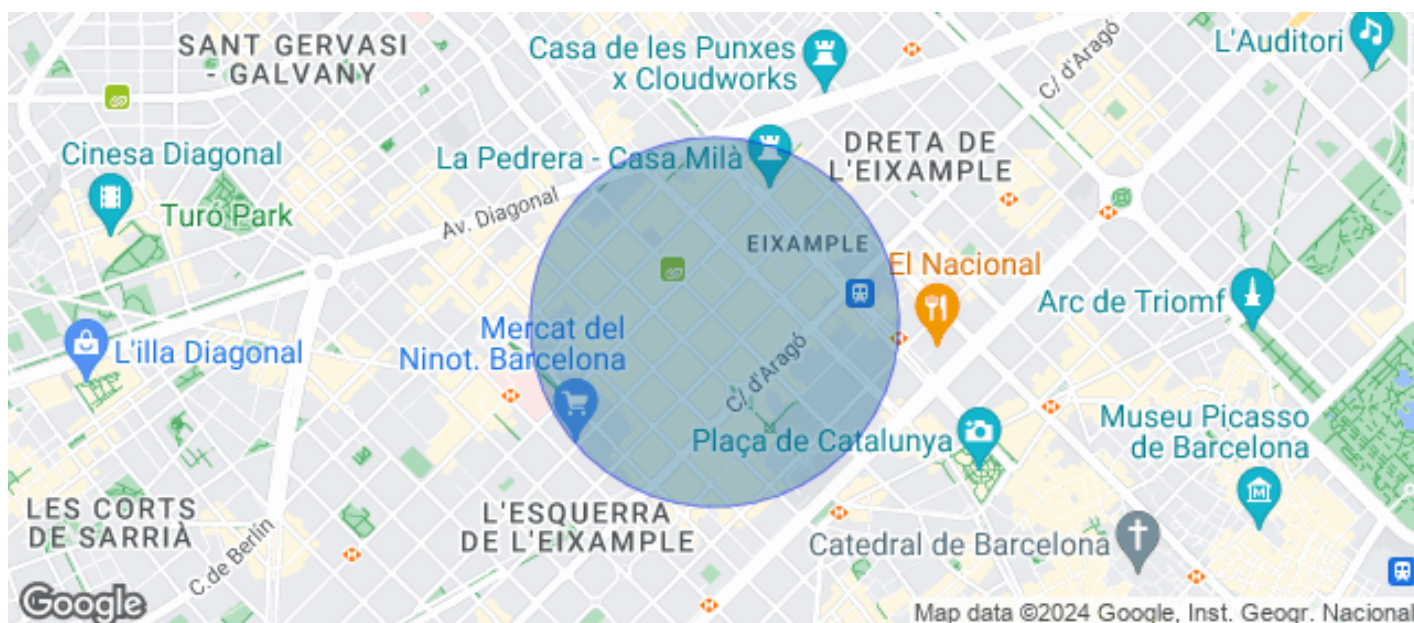 SANT GERVASI
- GALVANY
Casa de les Punxes
x Cloudworks
L'Auditori
C/ d'Aragó
Cinesa Diagonal
La Pedrera - Casa Milà
DRETA DE
L'EIXAMPLE
Turó Park
Av. Diagonal
EIXAMPLE
El Nacional
Arc de Triomf
L'illa Diagonal
Mercat del
Ninot. Barcelona
C/ d'Aragó
Plaça de Catalunya
Museu Picasso
de Barcelona
LES CORTS
DE SARRIÀ
L'ESQUERRA
DE L'EIXAMPLE
C. de Berlin
Catedral de Barcelona
Google
Map data ©2024 Google, Inst. Geogr. Nacional